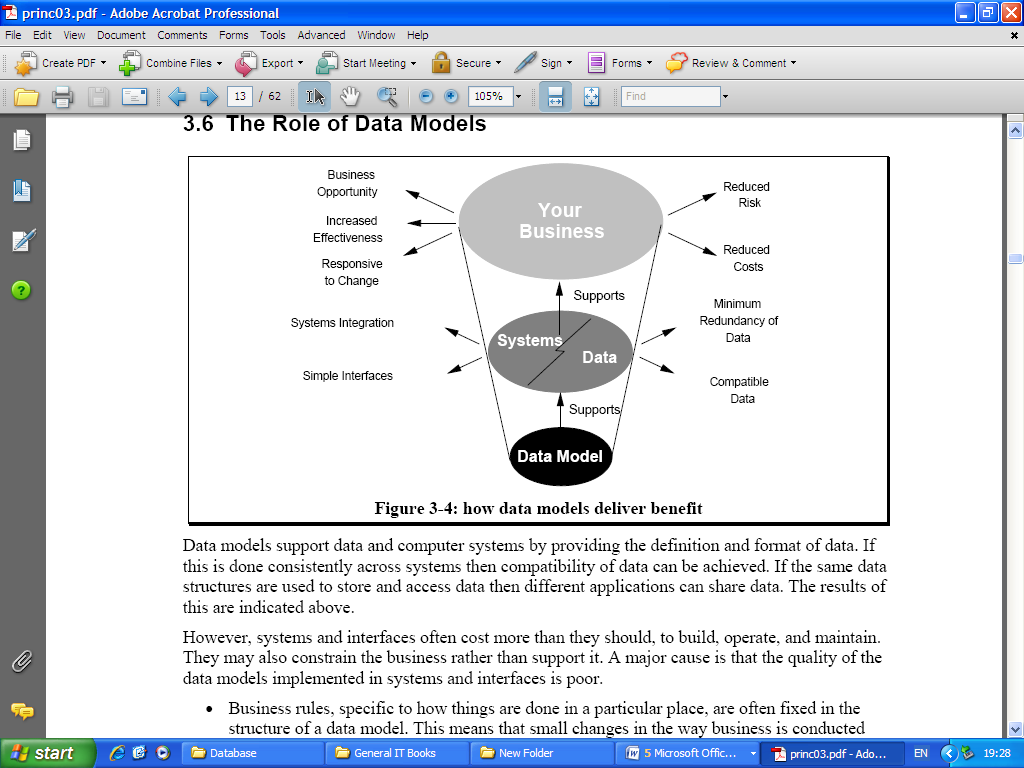 princ03.pdf - Adobe Acrobat Professional
File Edit View Document Comments Forms Tools Advanced Window Help
Create PDF Combine Files Export Start Meeting Secure Sign Forms Review & Comment
13 / 62 105% Find
3.6 The Role of Data Models
Business
Opportunity
Increased
Effectiveness
Responsive
to Change
Your
Business
Reduced
Risk
Reduced
Costs
Supports
Systems Integration
Simple Interfaces
Systems
Data
Minimum
Redundancy of
Data
Compatible
Data
Supports
Data Model
Figure 3-4: how data models deliver benefit
Data models support data and computer systems by providing the definition and format of data. If
this is done consistently across systems then compatibility of data can be achieved. If the same data
structures are used to store and access data then different applications can share data. The results of
this are indicated above.
However, systems and interfaces often cost more than they should, to build, operate, and maintain.
They may also constrain the business rather than support it. A major cause is that the quality of the
data models implemented in systems and interfaces is poor.
• Business rules, specific to how things are done in a particular place, are often fixed in the
structure of a data model. This means that small changes in the way business is conducted
start Database General IT Books New Folder 5 Microsoft Offic... princ03.pdf - Ado... EN 19:28